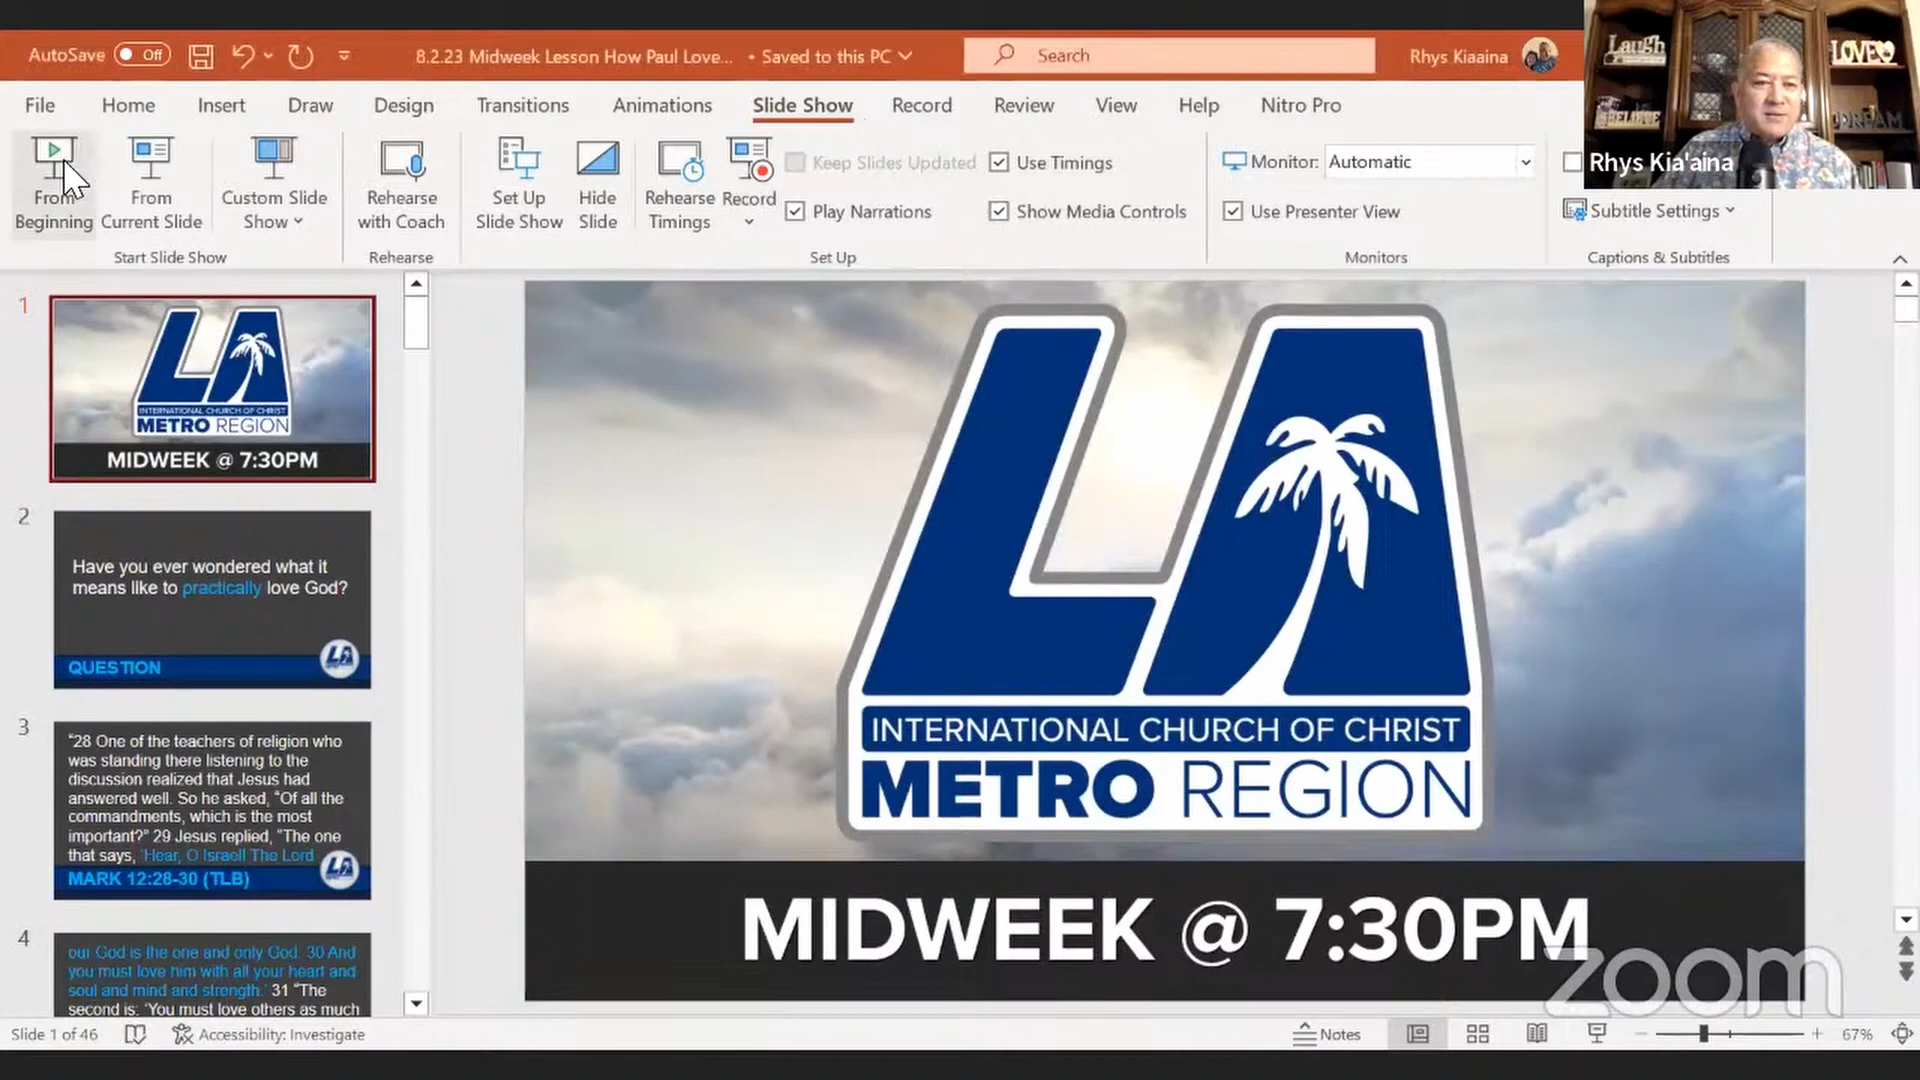 AutoSave Off
8.2.23 Midweek Lesson How Paul Love... • Saved to this PC
Search
Rhys Kiaaina
File Home Insert Draw Design Transitions Animations Slide Show Record Review View Help Nitro Pro
From Beginning
From Current Slide
Custom Slide Show
Start Slide Show
Rehearse with Coach
Rehearse
Set Up Slide Show
Hide Slide
Rehearse Timings
Record
Keep Slides Updated
Play Narrations
Use Timings
Show Media Controls
Set Up
Monitor: Automatic
Use Presenter View
Monitors
Subtitle Settings
Captions & Subtitles
Laugh
LOVE
BELIEVE
DREAM
Rhys Kia'aina
1
LA
INTERNATIONAL CHURCH OF CHRIST
METRO REGION
MIDWEEK @ 7:30PM
2
Have you ever wondered what it
means like to practically love God?
QUESTION
LA
3
“28 One of the teachers of religion who
was standing there listening to the
discussion realized that Jesus had
answered well. So he asked, “Of all the
commandments, which is the most
important?” 29 Jesus replied, “The one
that says, ‘Hear, O Israel! The Lord
MARK 12:28-30 (TLB)
LA
4
our God is the one and only God. 30 And
you must love him with all your heart and
soul and mind and strength.’ 31 “The
second is: ‘You must love others as much
LA
INTERNATIONAL CHURCH OF CHRIST
METRO REGION
MIDWEEK @ 7:30PM
zoom
Slide 1 of 46
Accessibility: Investigate
Notes
67%